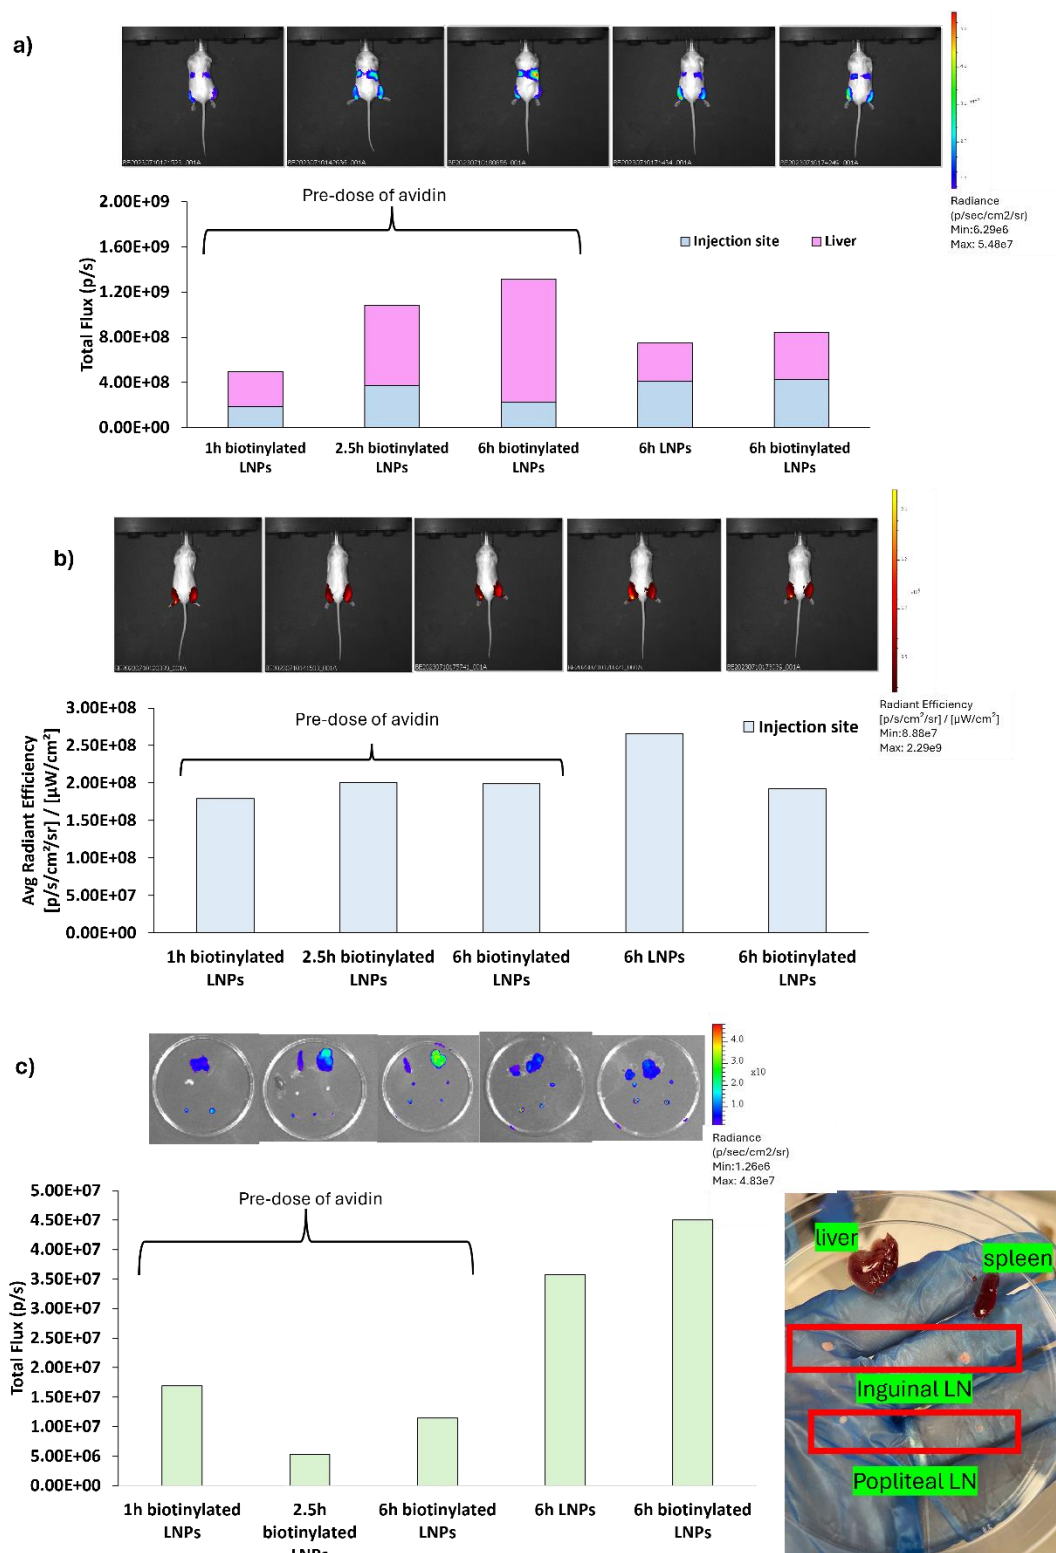 a)
Radiance
(p/sec/cm2/sr)
Min:6.29e6
Max: 5.48e7
Pre-dose of avidin
2.00E+09
1.60E+09
1.20E+09
8.00E+08
4.00E+08
0.00E+00
Total Flux (p/s)
Injection site
Liver
1h biotinylated LNPs
2.5h biotinylated LNPs
6h biotinylated LNPs
6h LNPs
6h biotinylated LNPs
b)
Radiant Efficiency
[p/s/cm²/sr] / [µW/cm²]
Min:8.88e7
Max: 2.29e9
Pre-dose of avidin
Injection site
3.00E+08
2.50E+08
2.00E+08
1.50E+08
1.00E+08
5.00E+07
0.00E+00
Avg Radiant Efficiency
[p/s/cm²/sr] / [µW/cm²]
1h biotinylated LNPs
2.5h biotinylated LNPs
6h biotinylated LNPs
6h LNPs
6h biotinylated LNPs
c)
4.0
3.0
2.0
1.0
x10
Radiance
(p/sec/cm2/sr)
Min:1.26e6
Max: 4.83e7
Pre-dose of avidin
5.00E+07
4.50E+07
4.00E+07
3.50E+07
3.00E+07
2.50E+07
2.00E+07
1.50E+07
1.00E+07
5.00E+06
0.00E+00
Total Flux (p/s)
1h biotinylated LNPs
2.5h biotinylated
6h biotinylated LNPs
6h LNPs
6h biotinylated LNPs
liver
spleen
Inguinal LN
Popliteal LN